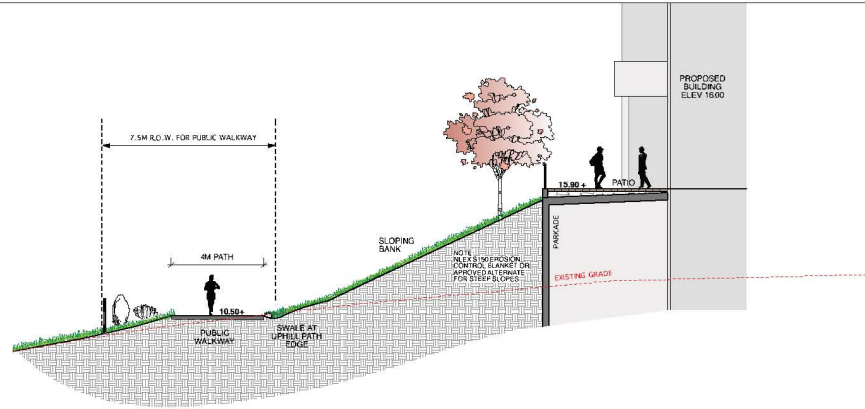 PROPOSED
BUILDING
ELEV 16.00
7.5M R.O.W. FOR PUBLIC WALKWAY
15.90 +
PATIO
SLOPING
BANK
PARKADE
NOTE
NLEX S150 EROSION
CONTROL BLANKET OR
APROVED ALTERNATE
FOR STEEP SLOPES
4M PATH
EXISTING GRADE
10.50+
PUBLIC
WALKWAY
SWALE AT
UPHILL PATH
EDGE